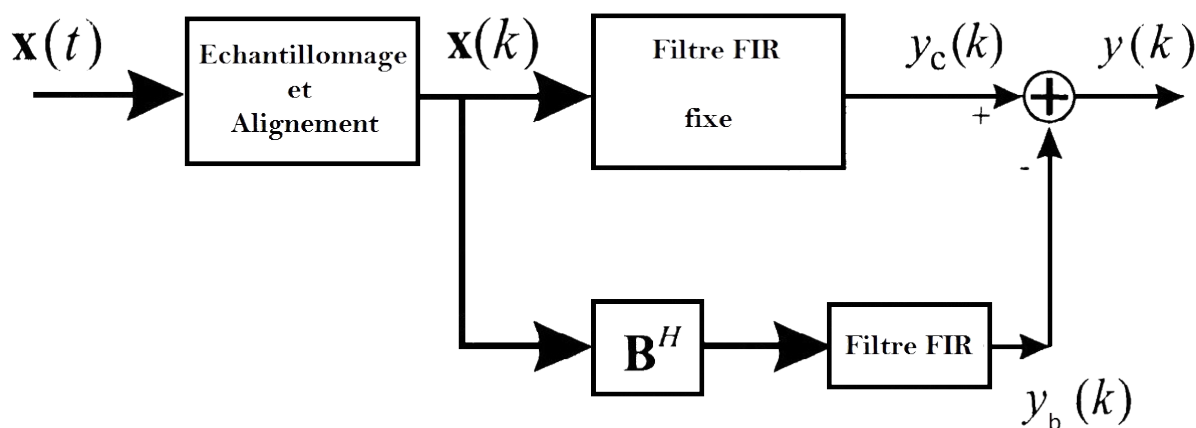 x(t)
Echantillonnage
et
Alignement
x(k)
Filtre FIR
fixe
y_c(k)
+
y(k)
-
B^H
Filtre FIR
y_b(k)